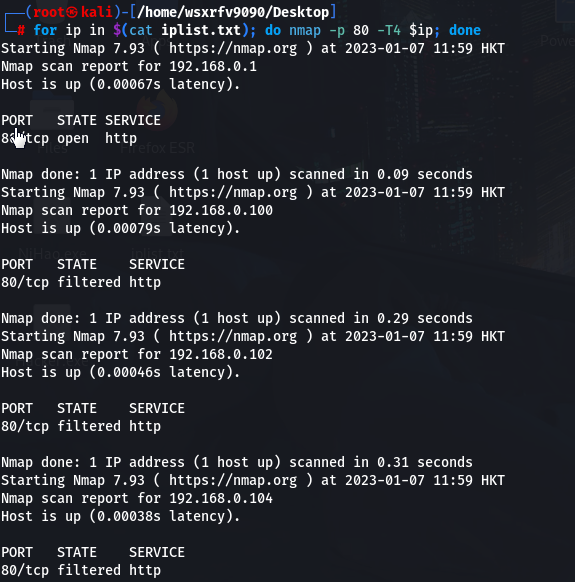 ┌──(root㉿kali)-[/home/wsxrfv9090/Desktop]
└─# for ip in $(cat iplist.txt); do nmap -p 80 -T4 $ip; done
Starting Nmap 7.93 ( https://nmap.org ) at 2023-01-07 11:59 HKT
Nmap scan report for 192.168.0.1
Host is up (0.00067s latency).
PORT   STATE SERVICE
80/tcp open  http
Nmap done: 1 IP address (1 host up) scanned in 0.09 seconds
Starting Nmap 7.93 ( https://nmap.org ) at 2023-01-07 11:59 HKT
Nmap scan report for 192.168.0.100
Host is up (0.00079s latency).
PORT   STATE    SERVICE
80/tcp filtered http
Nmap done: 1 IP address (1 host up) scanned in 0.29 seconds
Starting Nmap 7.93 ( https://nmap.org ) at 2023-01-07 11:59 HKT
Nmap scan report for 192.168.0.102
Host is up (0.00046s latency).
PORT   STATE    SERVICE
80/tcp filtered http
Nmap done: 1 IP address (1 host up) scanned in 0.31 seconds
Starting Nmap 7.93 ( https://nmap.org ) at 2023-01-07 11:59 HKT
Nmap scan report for 192.168.0.104
Host is up (0.00038s latency).
PORT   STATE    SERVICE
80/tcp filtered http
Firefox ESR